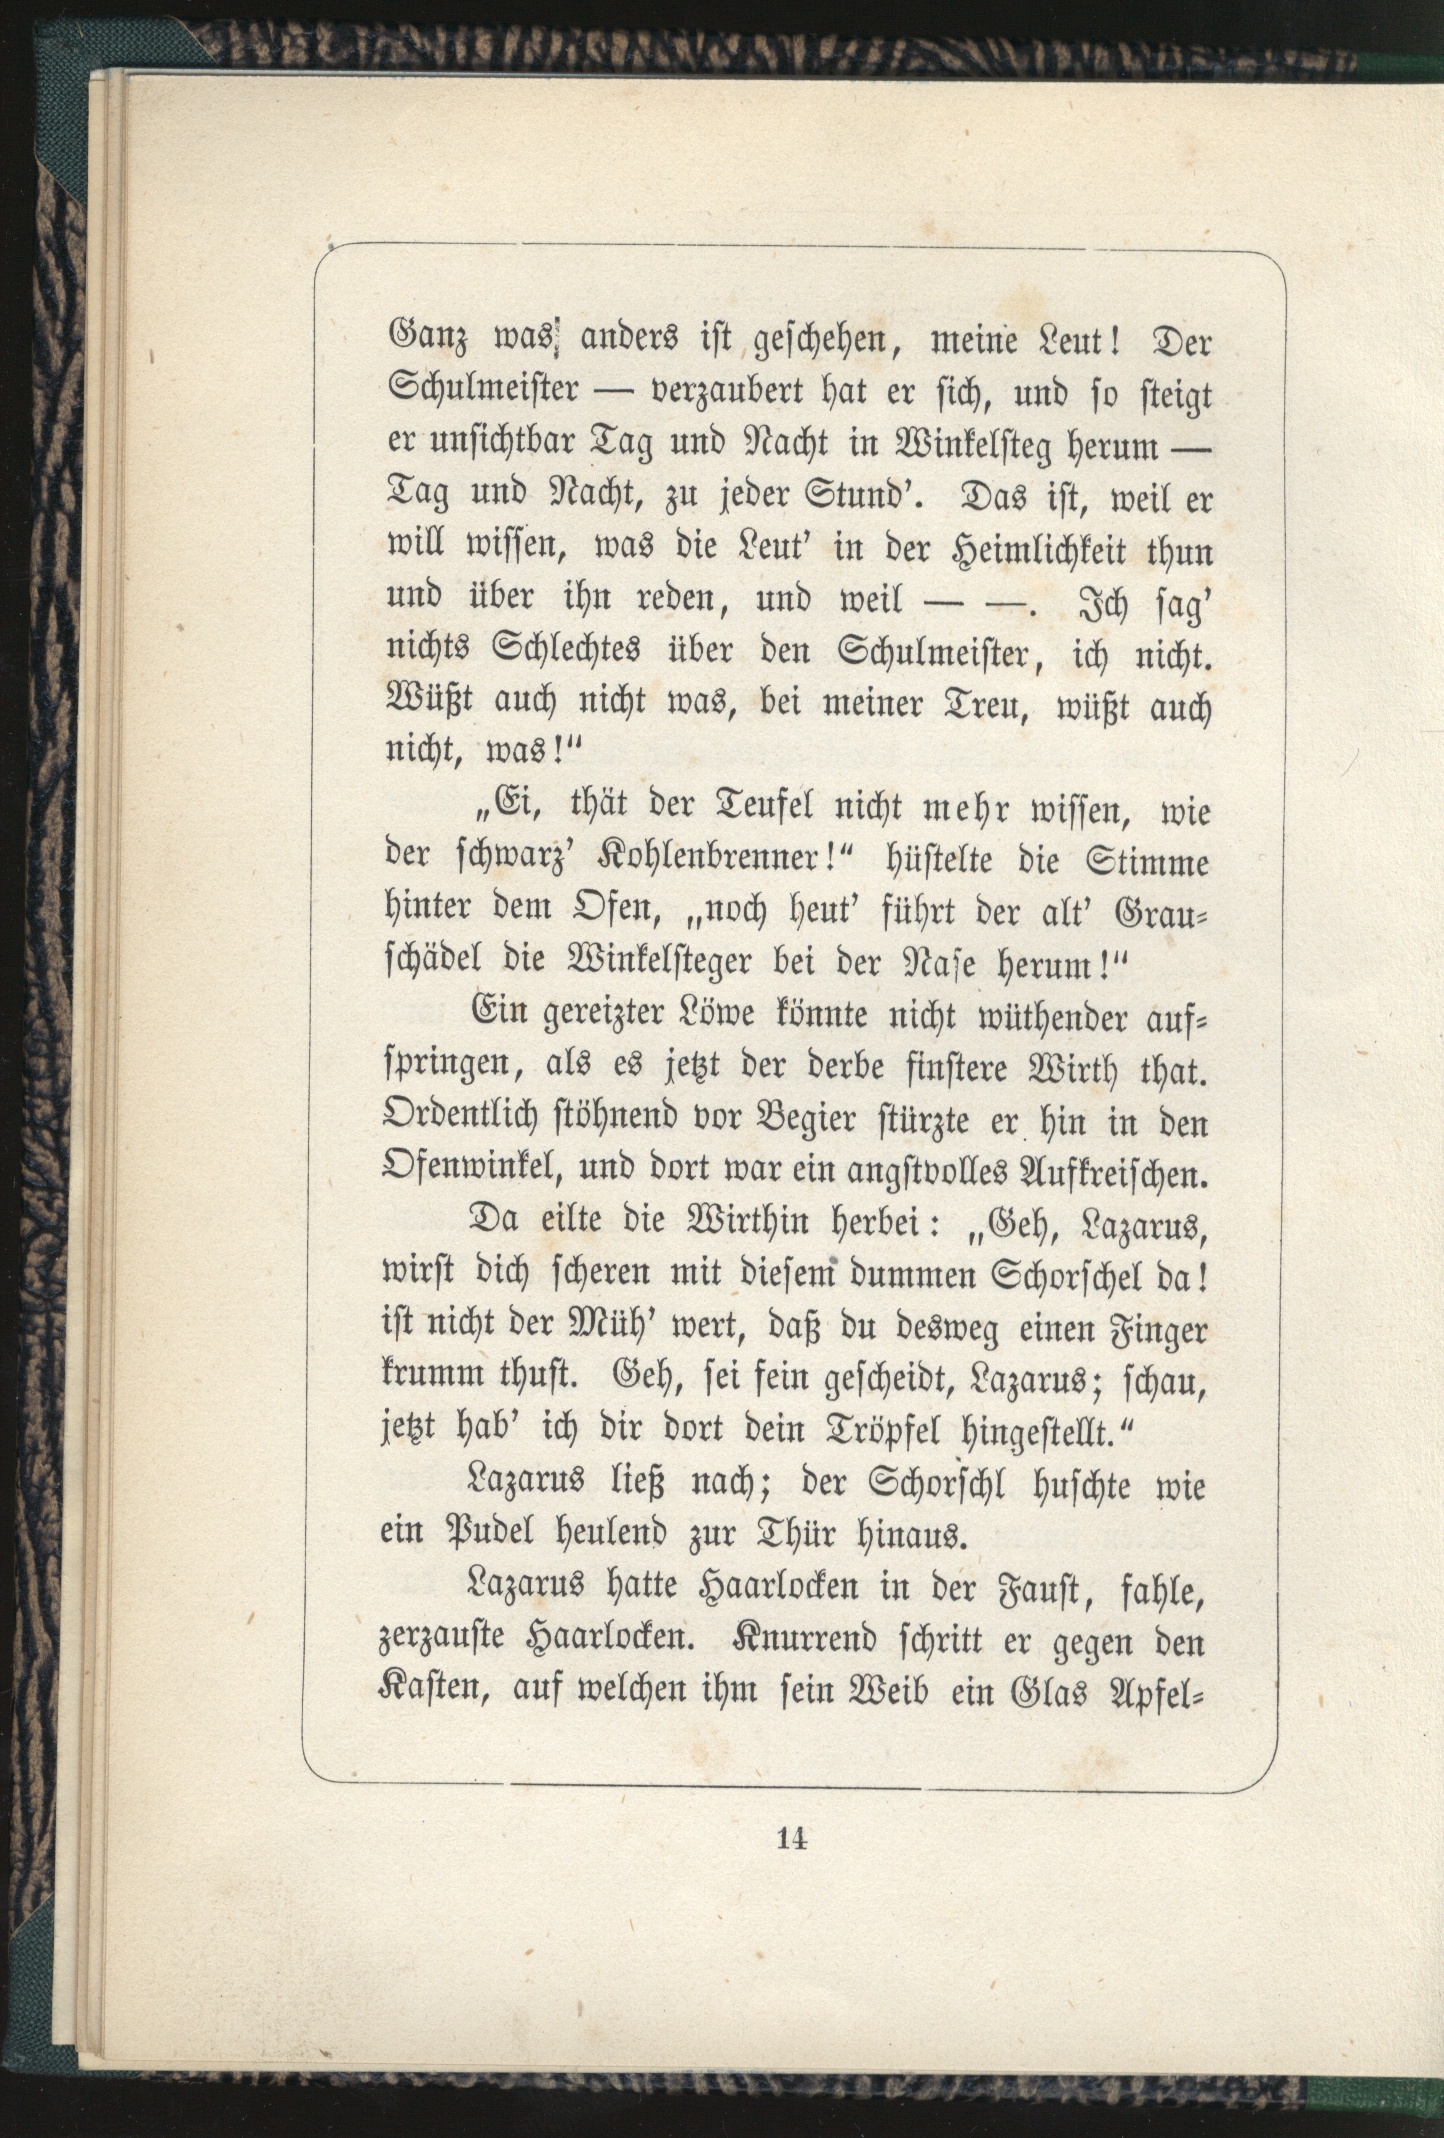 Ganz was anders ist geschehen, meine Leut! Der
Schulmeister — verzaubert hat er sich, und so steigt
er unsichtbar Tag und Nacht in Winkelsteg herum —
Tag und Nacht, zu jeder Stund’. Das ist, weil er
will wissen, was die Leut’ in der Heimlichkeit thun
und über ihn reden, und weil — —. Ich sag’
nichts Schlechtes über den Schulmeister, ich nicht.
Wüßt auch nicht was, bei meiner Treu, wüßt auch
nicht, was!“
„Ei, thät der Teufel nicht mehr wissen, wie
der schwarz’ Kohlenbrenner!“ hüstelte die Stimme
hinter dem Ofen, „noch heut’ führt der alt’ Grau-
schädel die Winkelsteger bei der Nase herum!“
Ein gereizter Löwe könnte nicht wüthender auf-
springen, als es jetzt der derbe finstere Wirth that.
Ordentlich stöhnend vor Begier stürzte er hin in den
Ofenwinkel, und dort war ein angstvolles Aufkreischen.
Da eilte die Wirthin herbei: „Geh, Lazarus,
wirst dich scheren mit diesem dummen Schorschel da!
ist nicht der Müh’ wert, daß du desweg einen Finger
krumm thust. Geh, sei fein gescheidt, Lazarus; schau,
jetzt hab’ ich dir dort dein Tröpfel hingestellt.“
Lazarus ließ nach; der Schorschl huschte wie
ein Pudel heulend zur Thür hinaus.
Lazarus hatte Haarlocken in der Faust, fahle,
zerzauste Haarlocken. Knurrend schritt er gegen den
Kasten, auf welchen ihm sein Weib ein Glas Apfel-
14